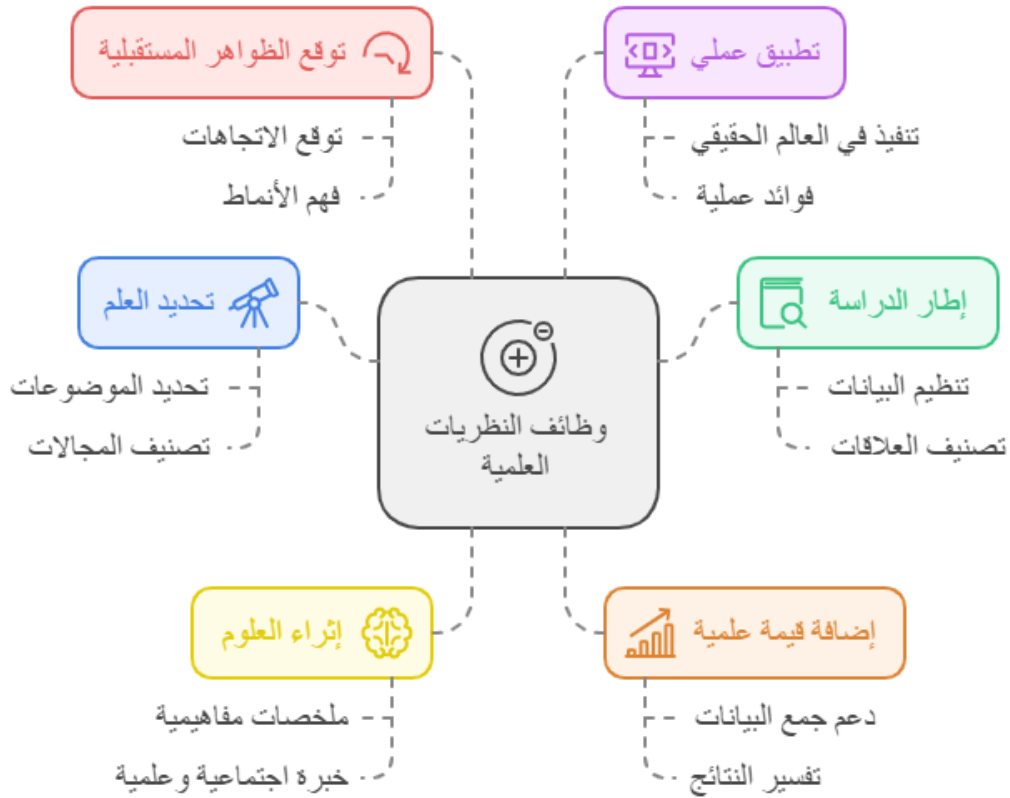 وظائف النظريات
العلمية
تطبيق عملي
تنفيذ في العالم الحقيقي
فوائد عملية
إطار الدراسة
تنظيم البيانات
تصنيف العلاقات
إضافة قيمة علمية
دعم جمع البيانات
تفسير النتائج
توقع الظواهر المستقبلية
توقع الاتجاهات
فهم الأنماط
تحديد العلم
تحديد الموضوعات
تصنيف المجالات
إثراء العلوم
ملخصات مفاهيمية
خبرة اجتماعية وعلمية